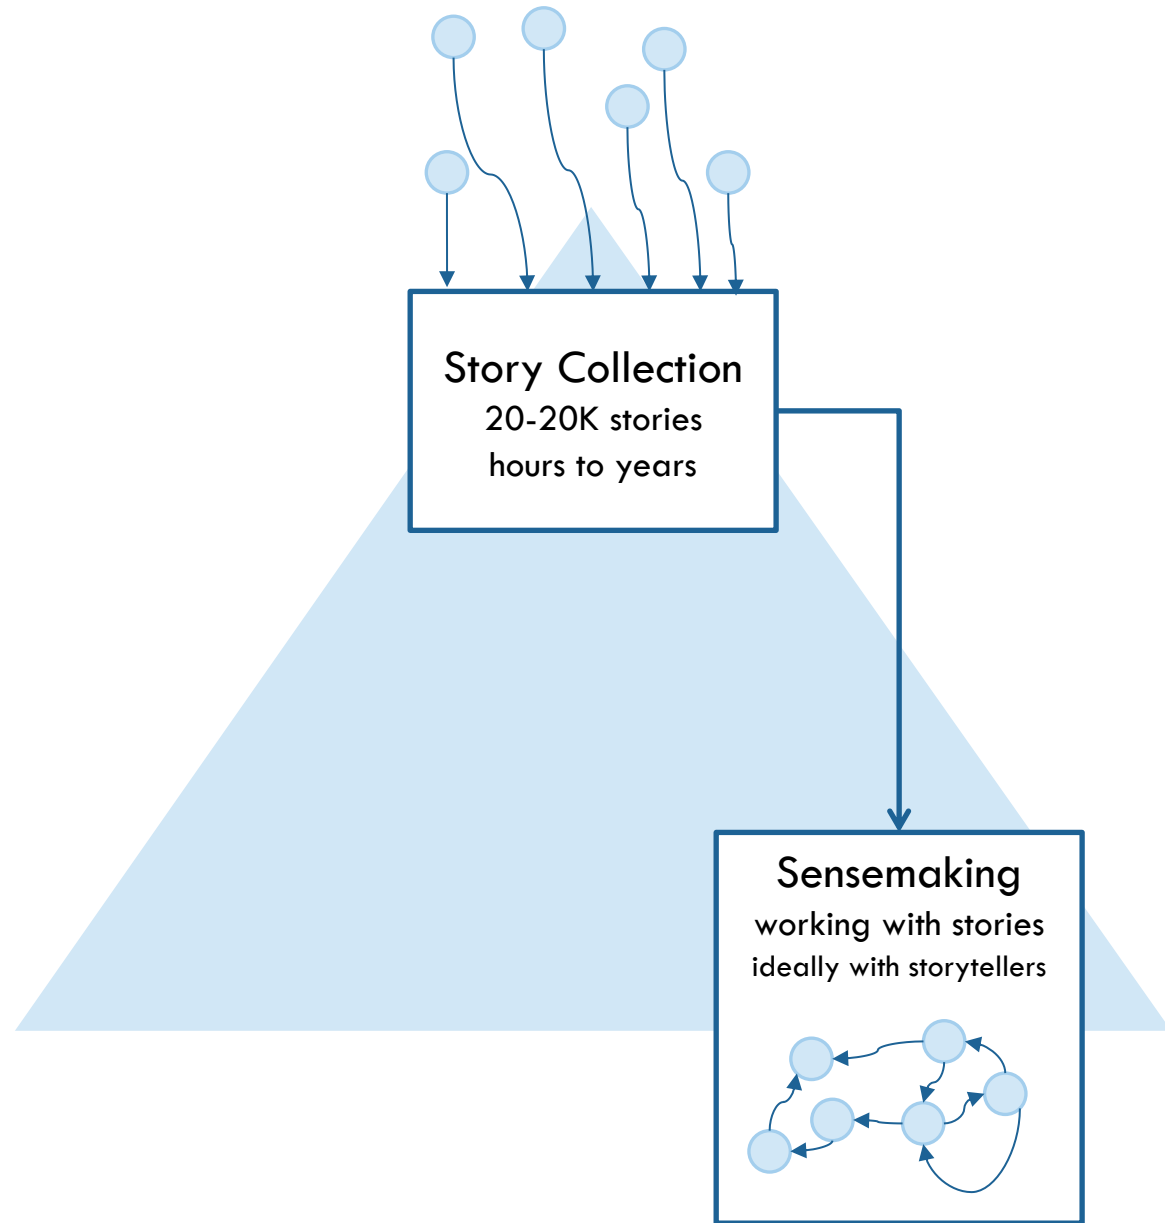 Story Collection
20-20K stories
hours to years
Sensemaking
working with stories
ideally with storytellers